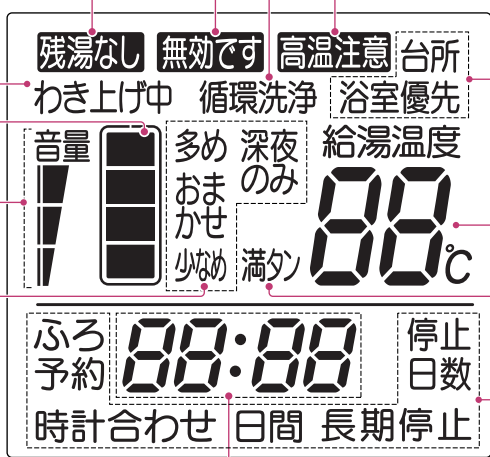 残湯なし 無効です 高温注意 台所
わき上げ中 循環洗浄 浴室優先
音量 多め 深夜のみ 給湯温度
おまかせ 88℃
少なめ 満タン
ふろ予約 88:88 停止日数
時計合わせ 日間 長期停止